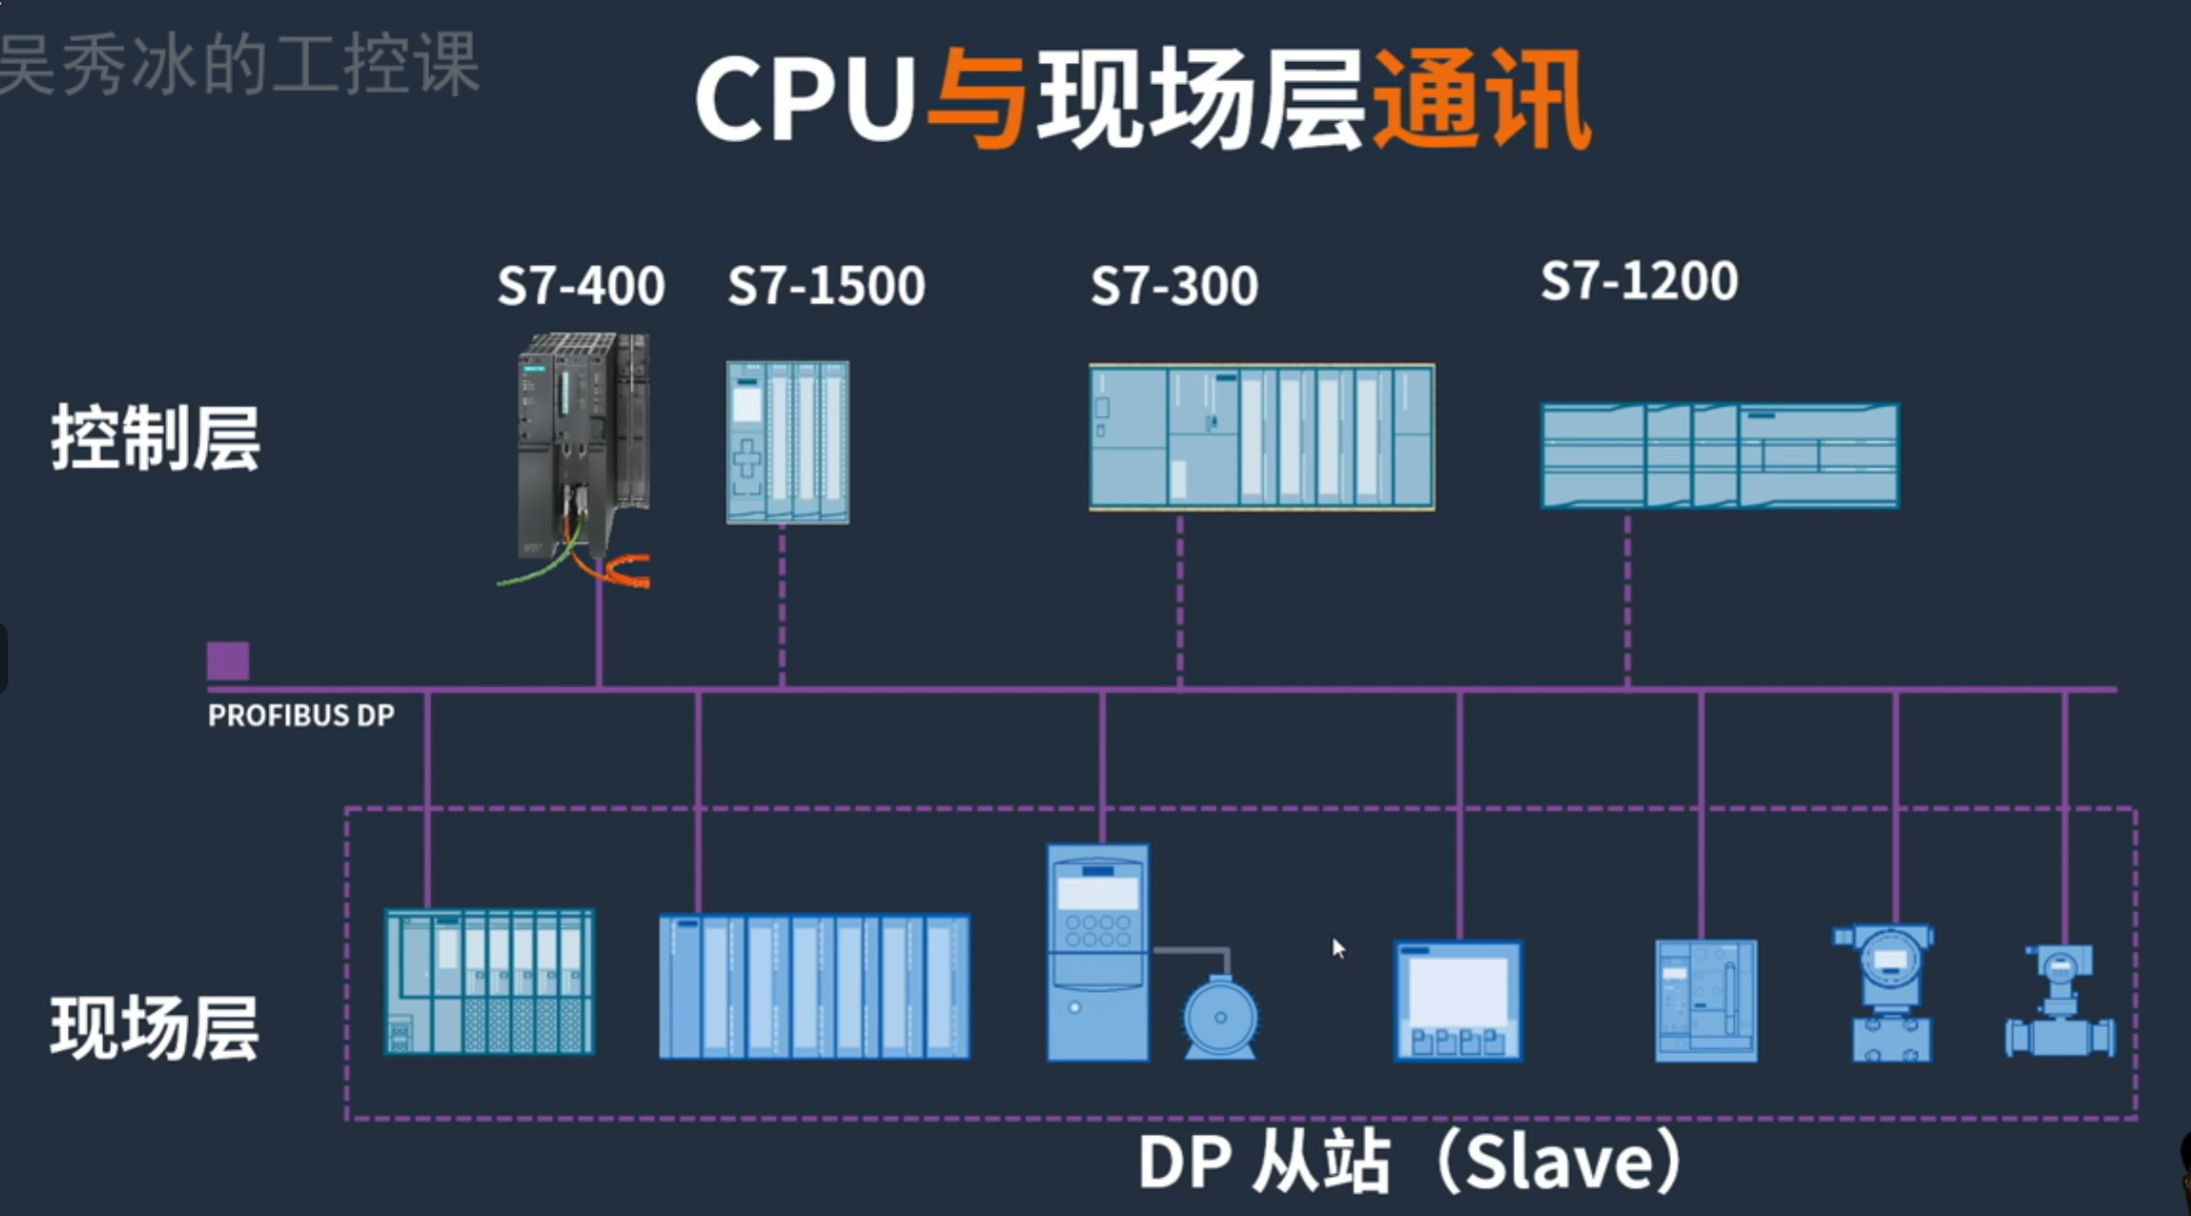 吴秀冰的工控课
CPU与现场层通讯
S7-400
S7-1500
S7-300
S7-1200
控制层
PROFIBUS DP
现场层
DP 从站（Slave）